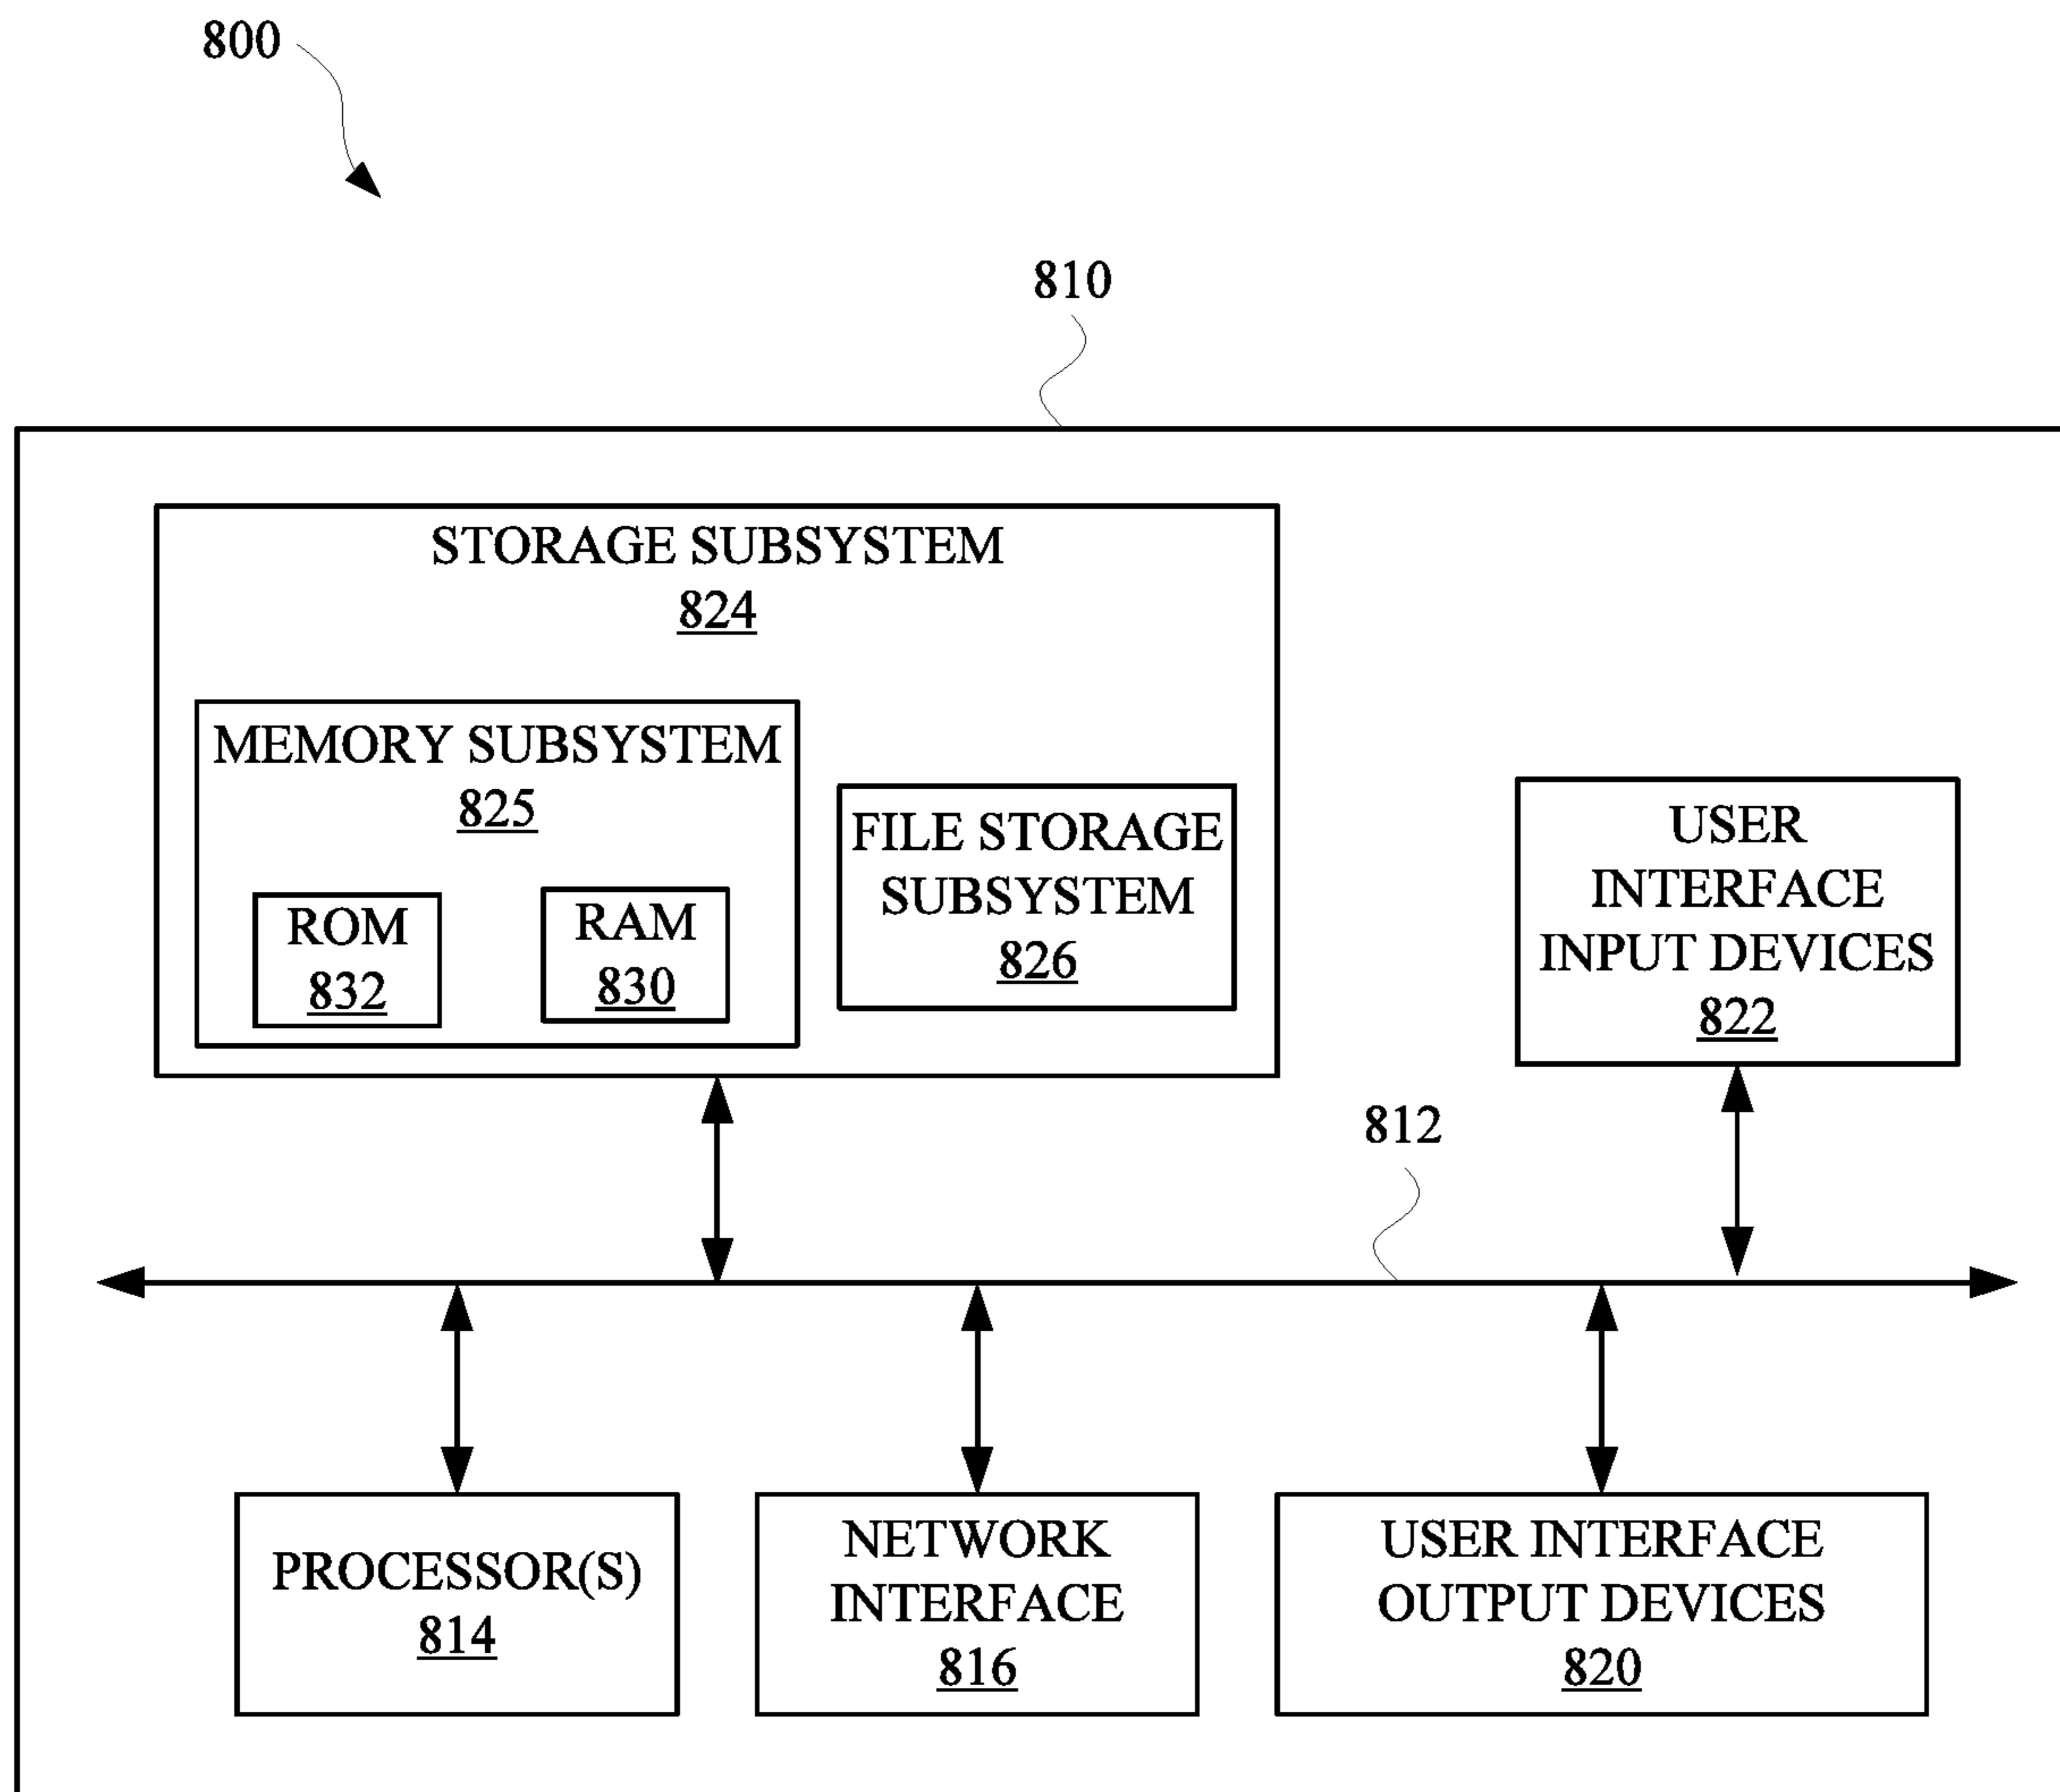 800
810
STORAGE SUBSYSTEM
824
MEMORY SUBSYSTEM
825
ROM
832
RAM
830
FILE STORAGE
SUBSYSTEM
826
USER
INTERFACE
INPUT DEVICES
822
812
PROCESSOR(S)
814
NETWORK
INTERFACE
816
USER INTERFACE
OUTPUT DEVICES
820